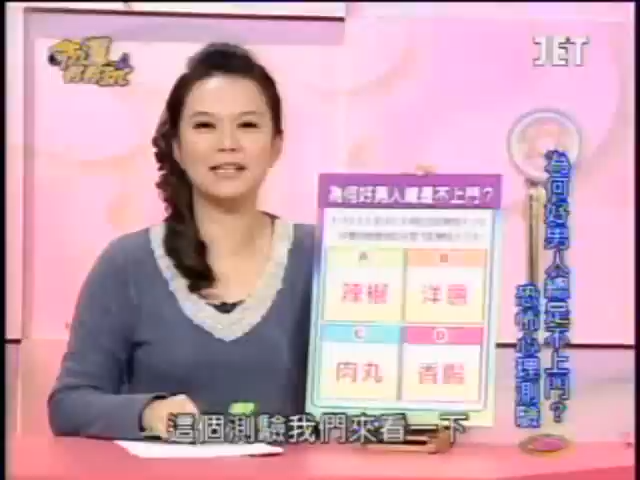 JET
為何好男人總是不上門？
A
B
辣椒
洋蔥
C
D
肉丸
香腸
為何好男人總是不上門？
恐怖心理測驗
這個測驗我們來看一下